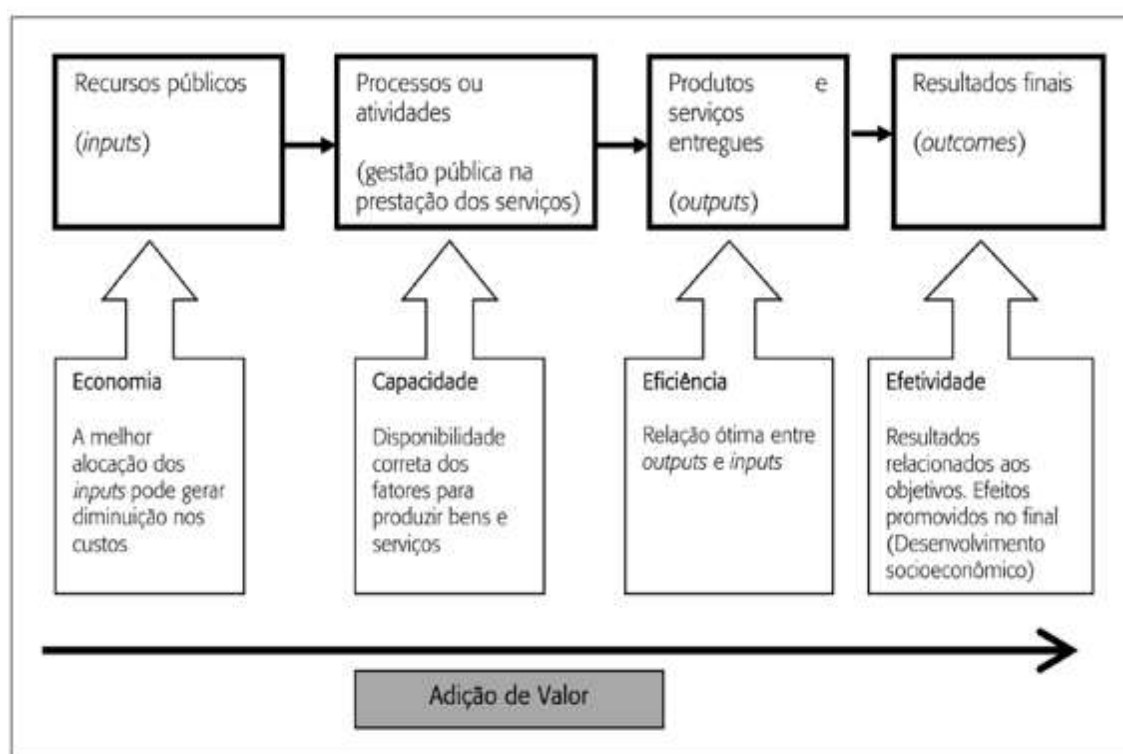 Recursos públicos
(inputs)
Processos ou
atividades
(gestão pública na
prestação dos serviços)
Produtos e
serviços
entregues
(outputs)
Resultados finais
(outcomes)
Economia
A melhor
alocação dos
inputs pode gerar
diminuição nos
custos
Capacidade
Disponibilidade
correta dos
fatores para
produzir bens e
serviços
Eficiência
Relação ótima entre
outputs e inputs
Efetividade
Resultados
relacionados aos
objetivos. Efeitos
promovidos no final
(Desenvolvimento
socioeconômico)
Adição de Valor